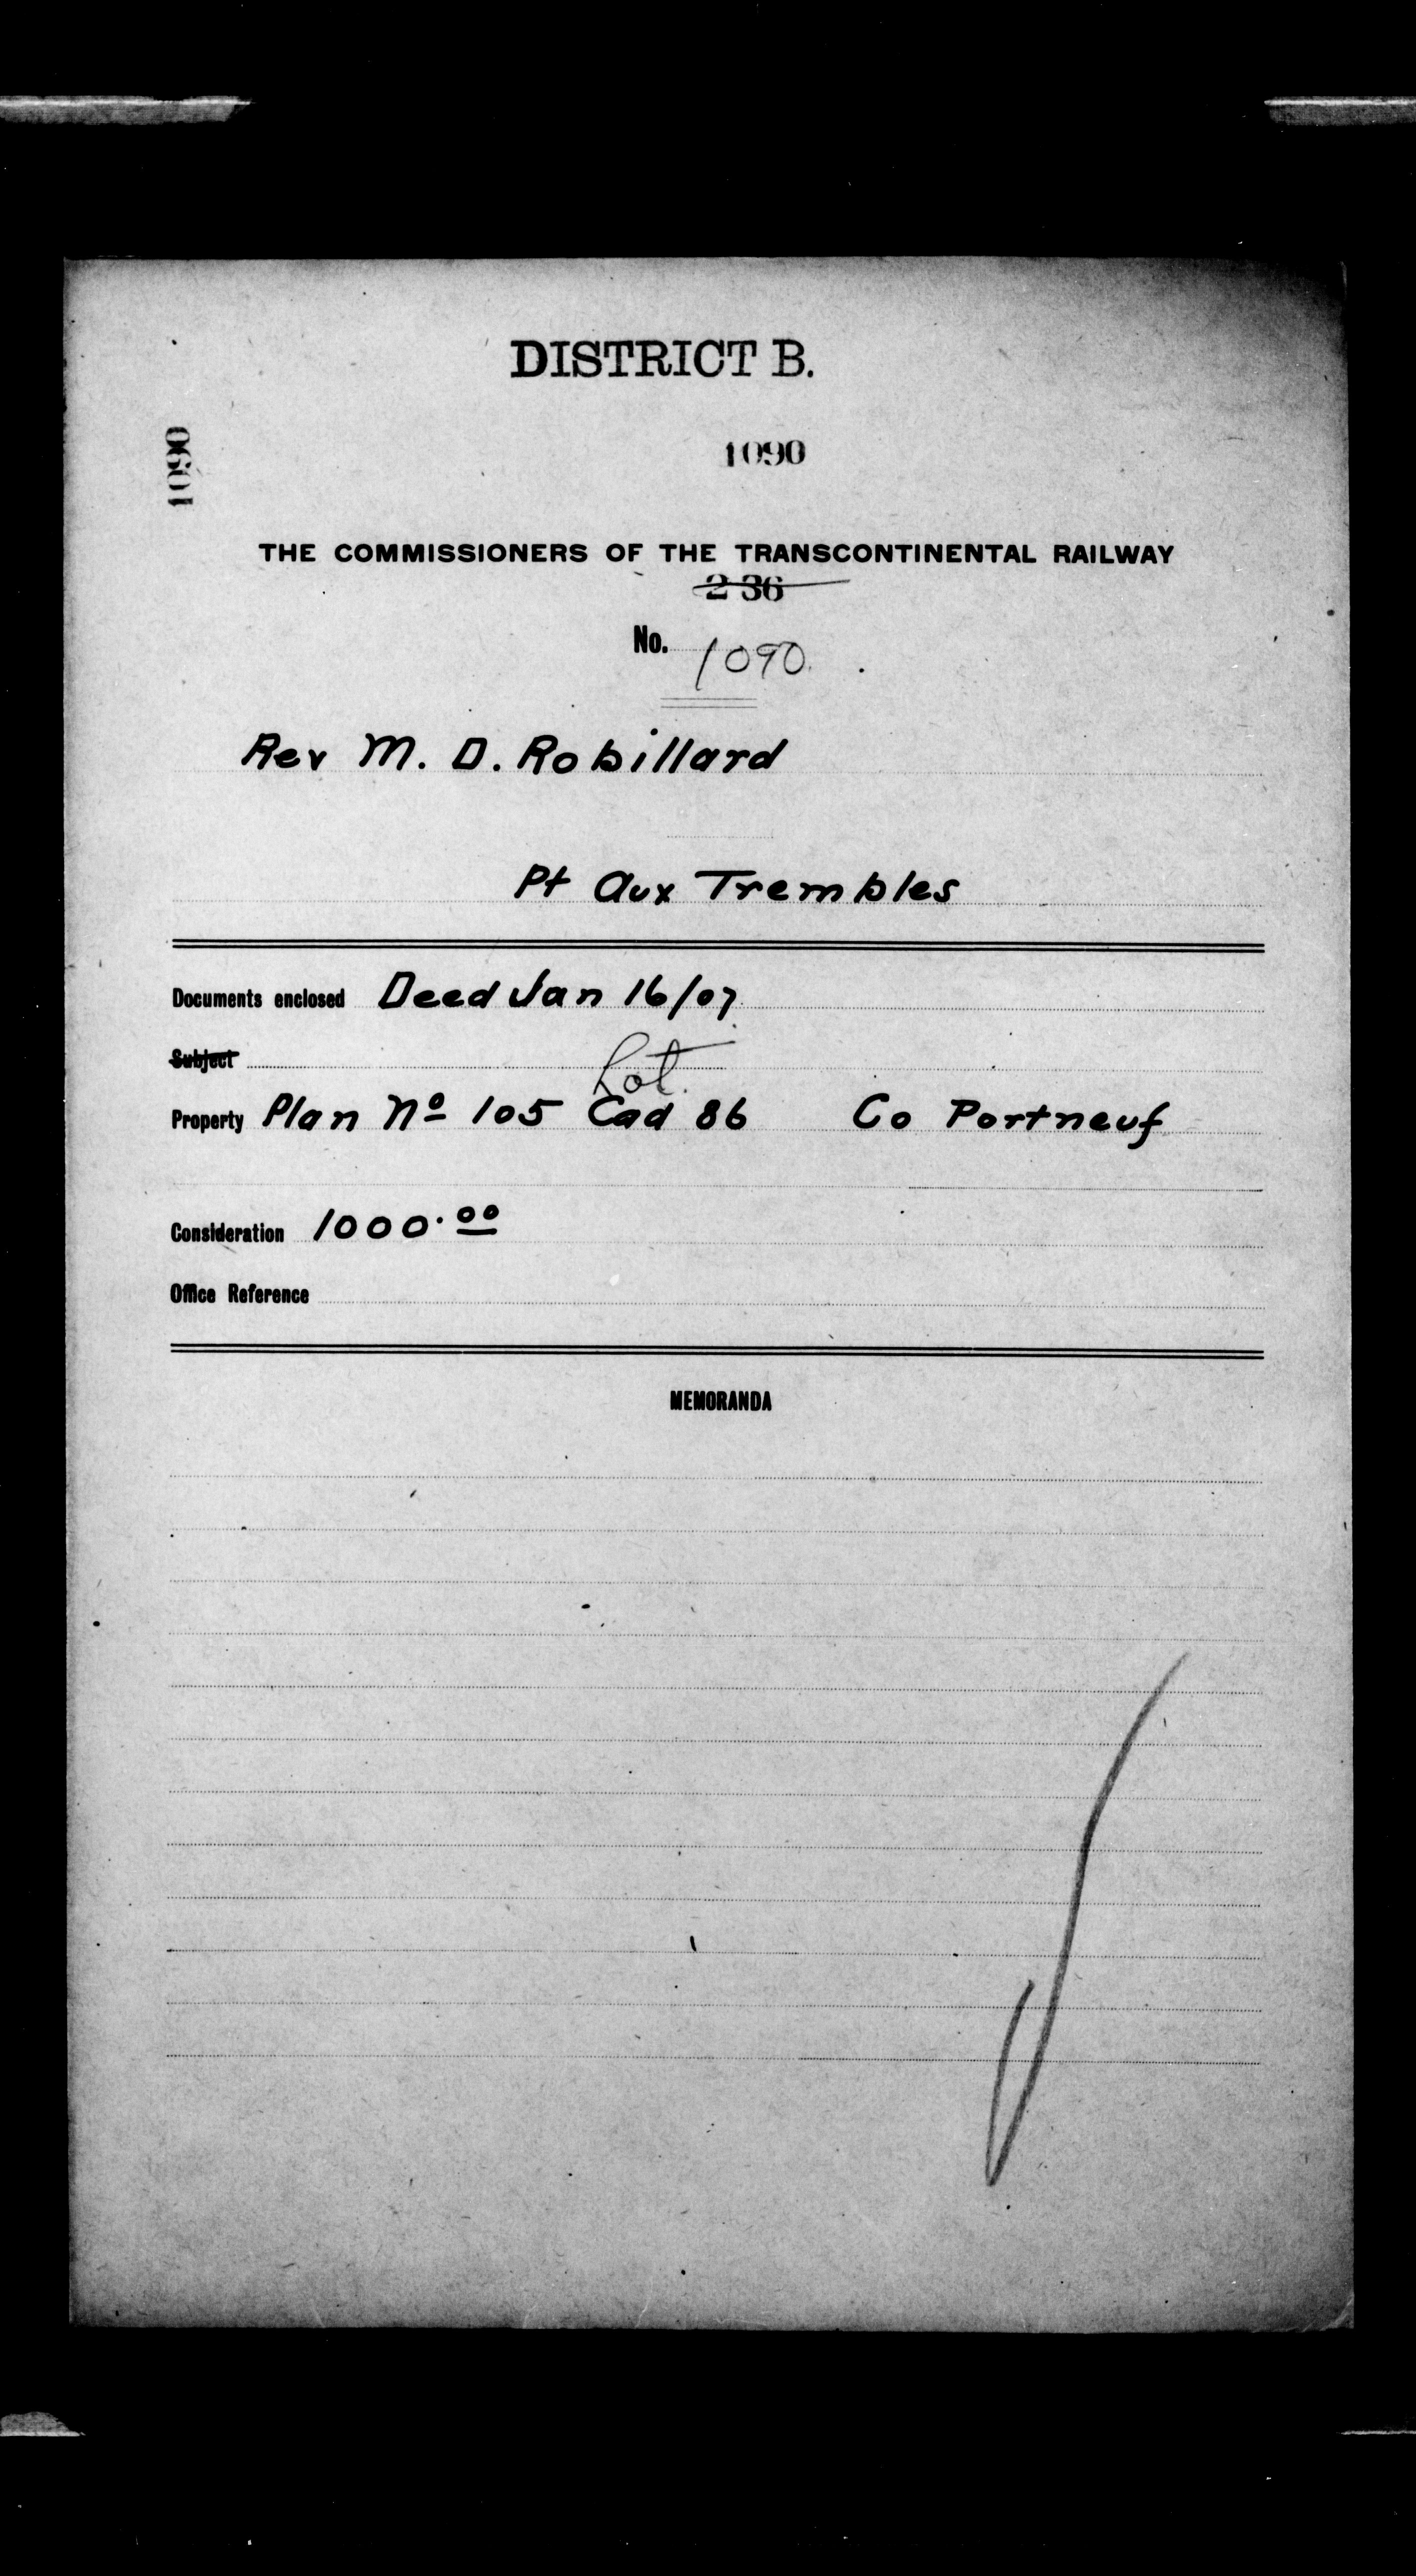 DISTRICT B.
1090
1090
THE COMMISSIONERS OF THE TRANSCONTINENTAL RAILWAY
236
No. 1090.
Rev M. D. Robillard
Pt Aux Trembles
Documents enclosed Deed Jan 16/07
Subject
Lot
Property Plan No 105 Cad 86 Co Portneuf
Consideration 1000.00
Office Reference
MEMORANDA